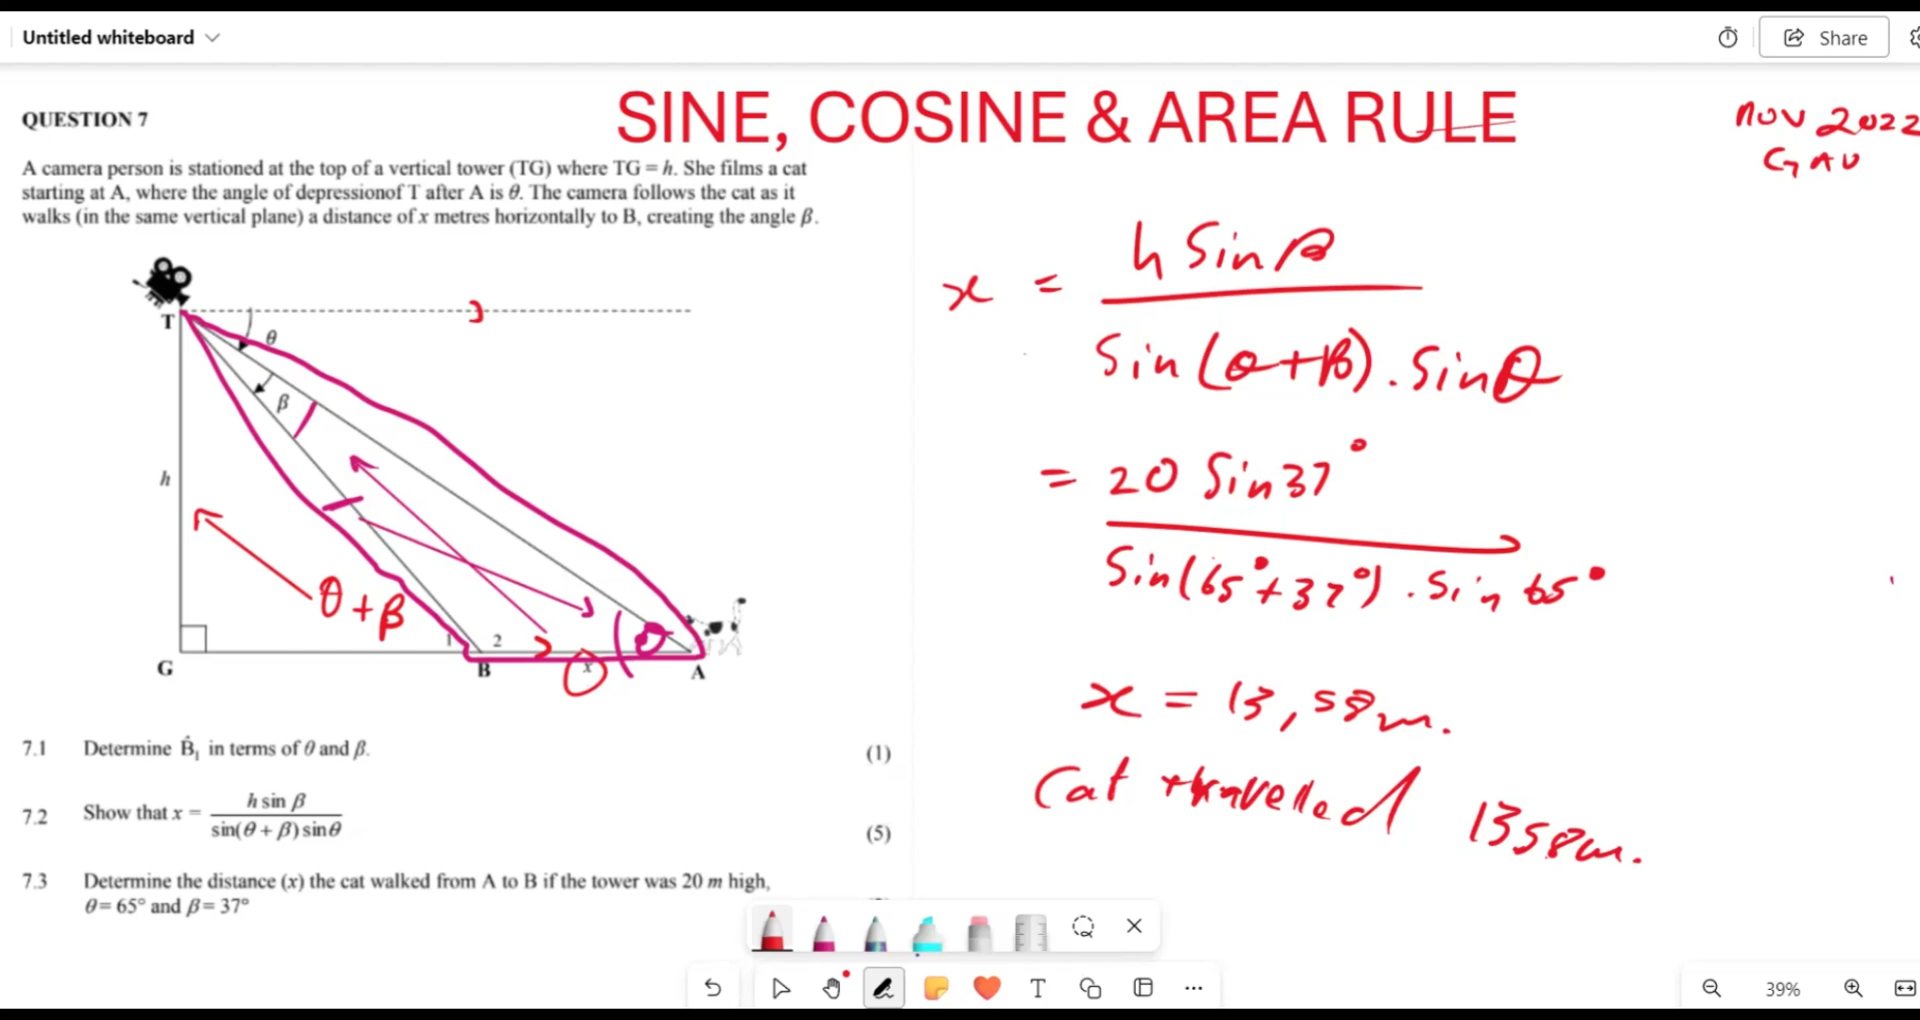 Untitled whiteboard
Share
SINE, COSINE & AREA RULE
Nov 2022
GAU
QUESTION 7
A camera person is stationed at the top of a vertical tower (TG) where TG = h. She films a cat
starting at A, where the angle of depressionof T after A is θ. The camera follows the cat as it
walks (in the same vertical plane) a distance of x metres horizontally to B, creating the angle β.
T
θ
β
h
θ+β
1
2
θ
G
B
x
A
7.1 Determine B̂₁ in terms of θ and β. (1)
7.2 Show that x = h sin β / sin(θ + β) sin θ (5)
7.3 Determine the distance (x) the cat walked from A to B if the tower was 20 m high,
θ = 65° and β = 37°
x = h Sin β
Sin(θ+β) . Sin θ
= 20 Sin 37°
Sin(65°+37°) . Sin 65°
x = 13,58m.
Cat travelled 1358m.
T
39%